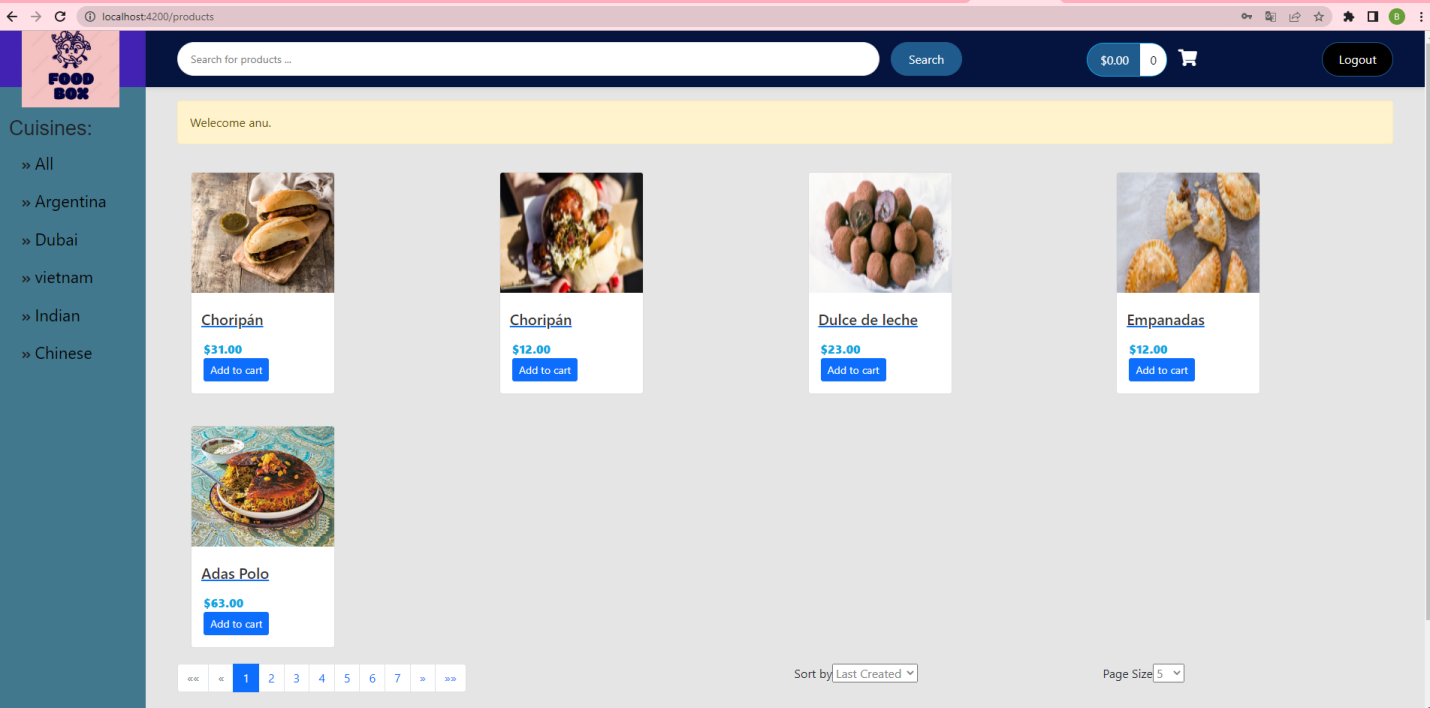 localhost:4200/products
B
FOOD
BOX
Search for products ...
Search
$0.00
0
Logout
Cuisines:
» All
» Argentina
» Dubai
» vietnam
» Indian
» Chinese
Welecome anu.
Choripán
$31.00
Add to cart
Choripán
$12.00
Add to cart
Dulce de leche
$23.00
Add to cart
Empanadas
$12.00
Add to cart
Adas Polo
$63.00
Add to cart
«« « 1 2 3 4 5 6 7 » »»
Sort by Last Created
Page Size 5